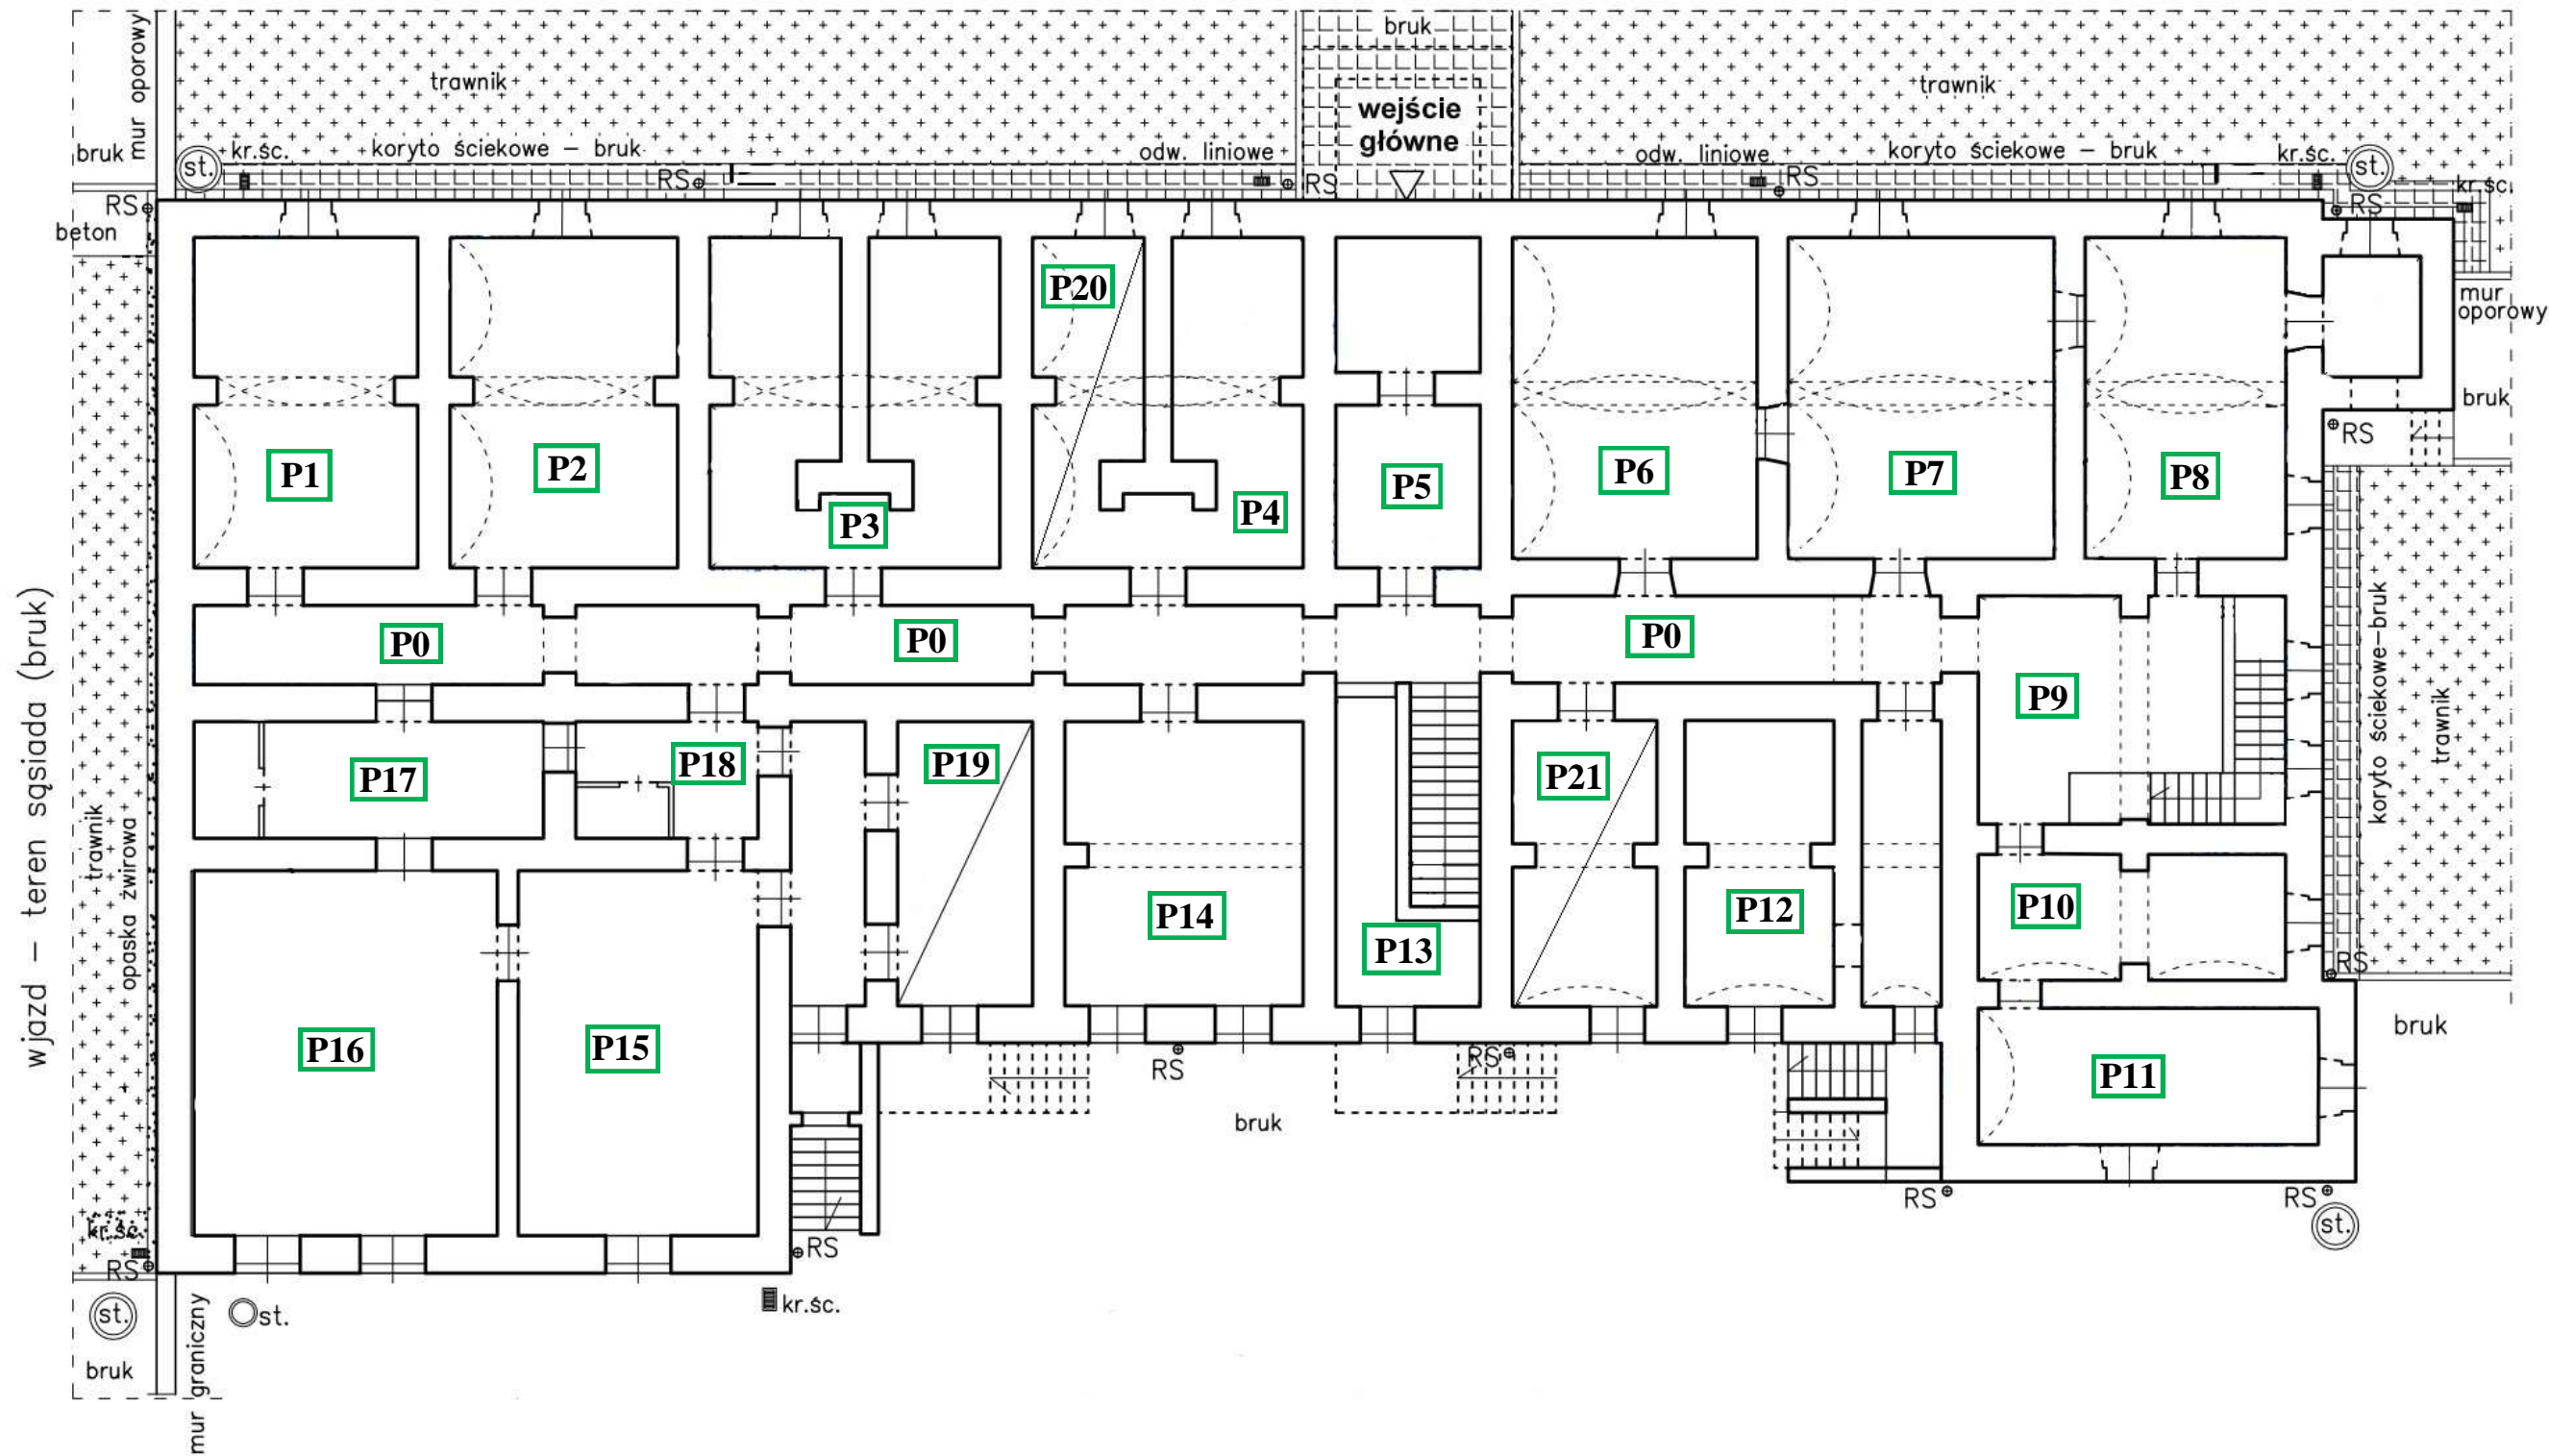 bruk
trawnik
trawnik
mur oporowy
wejście
główne
bruk
st.
kr.śc.
koryto ściekowe – bruk
odw. liniowe
odw. liniowe
koryto ściekowe – bruk
kr.śc.
st.
RS
RS
RS
kr.śc.
RS
RS
beton
P20
mur
oporowy
bruk
RS
P1
P2
P3
P4
P5
P6
P7
P8
P0
P0
P0
P9
koryto ściekowe–bruk
trawnik
wjazd – teren sąsiada (bruk)
trawnik
opaska żwirowa
P17
P18
P19
P21
P14
P13
P12
P10
RS
P16
P15
RS
RS
P11
bruk
bruk
RS
RS
st.
kr.śc.
RS
RS
st.
st.
kr.śc.
bruk
mur graniczny